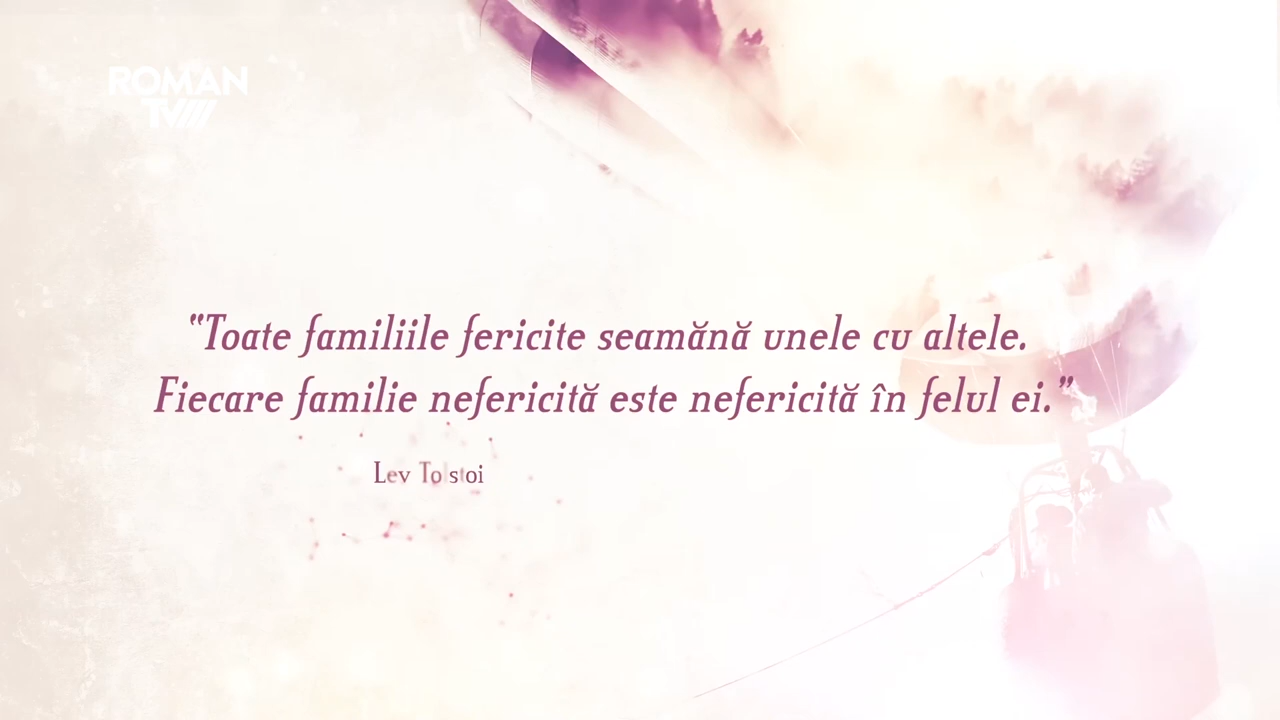 ROMAN
TV
“Toate familiile fericite seamănă unele cu altele.
Fiecare familie nefericită este nefericită în felul ei.”
Lev Tolstoi